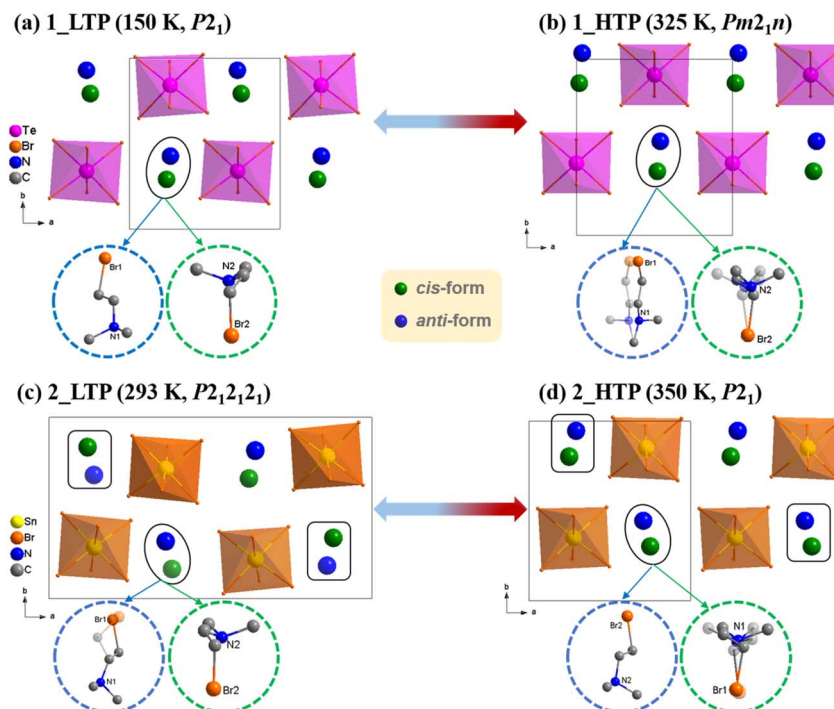 (a) 1_LTP (150 K, P2₁)
Te
Br
N
C
b
a
Br1
N1
N2
Br2
(b) 1_HTP (325 K, Pm2₁n)
b
a
Br1
N1
N2
Br2
cis-form
anti-form
(c) 2_LTP (293 K, P2₁2₁2₁)
Sn
Br
N
C
b
a
Br1
N1
N2
Br2
(d) 2_HTP (350 K, P2₁)
b
a
Br2
N2
N1
Br1